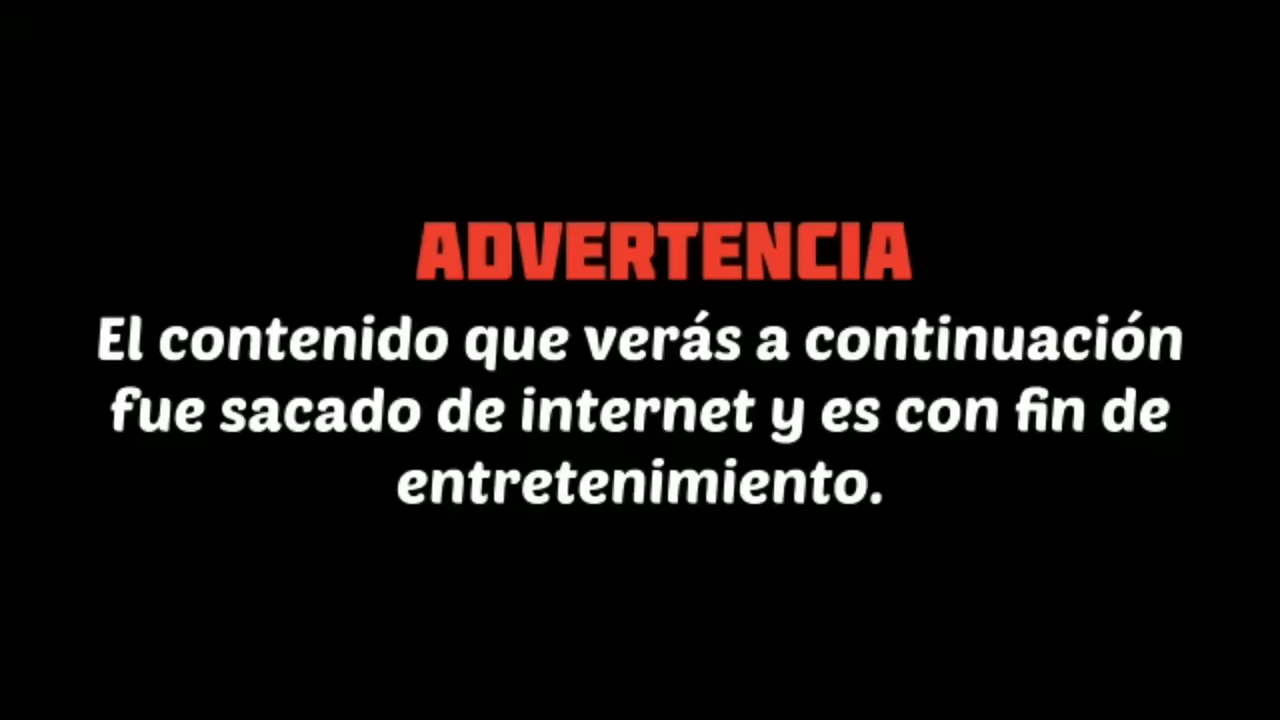 ADVERTENCIA
El contenido que verás a continuación
fue sacado de internet y es con fin de
entretenimiento.